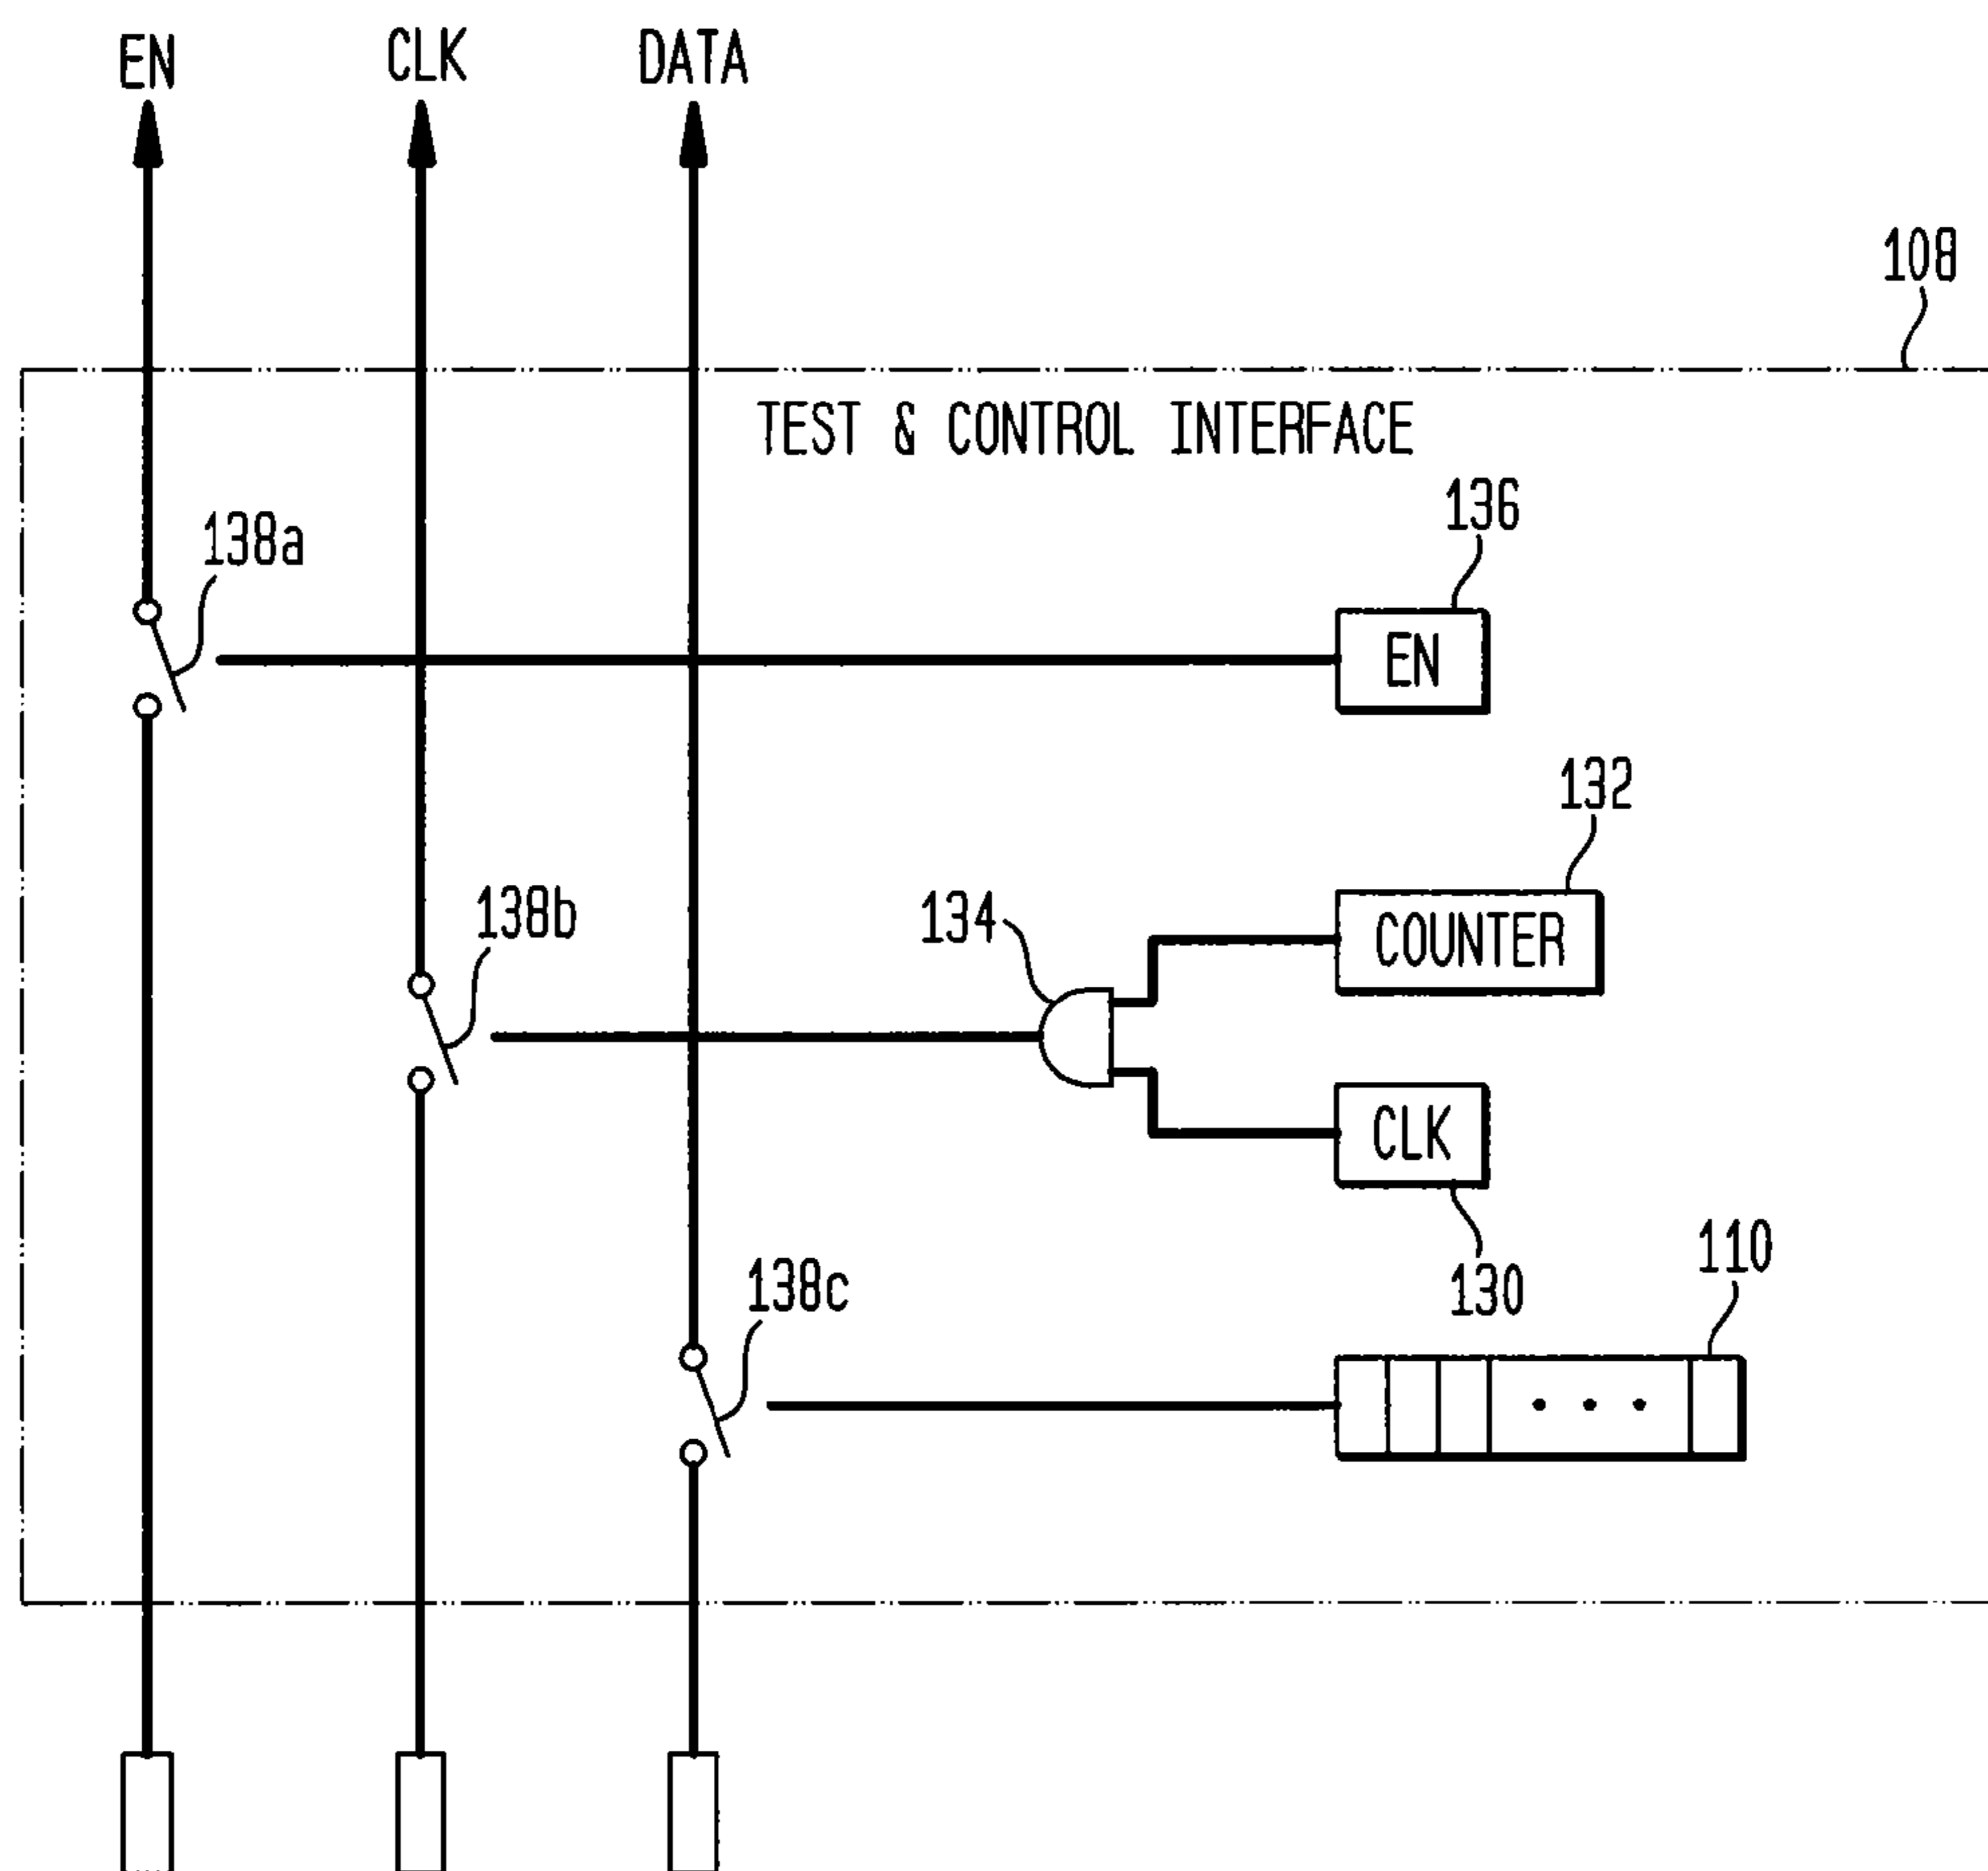 EN CLK DATA
108
TEST & CONTROL INTERFACE
136
138a
EN
132
138b
134
COUNTER
CLK
110
138c
130